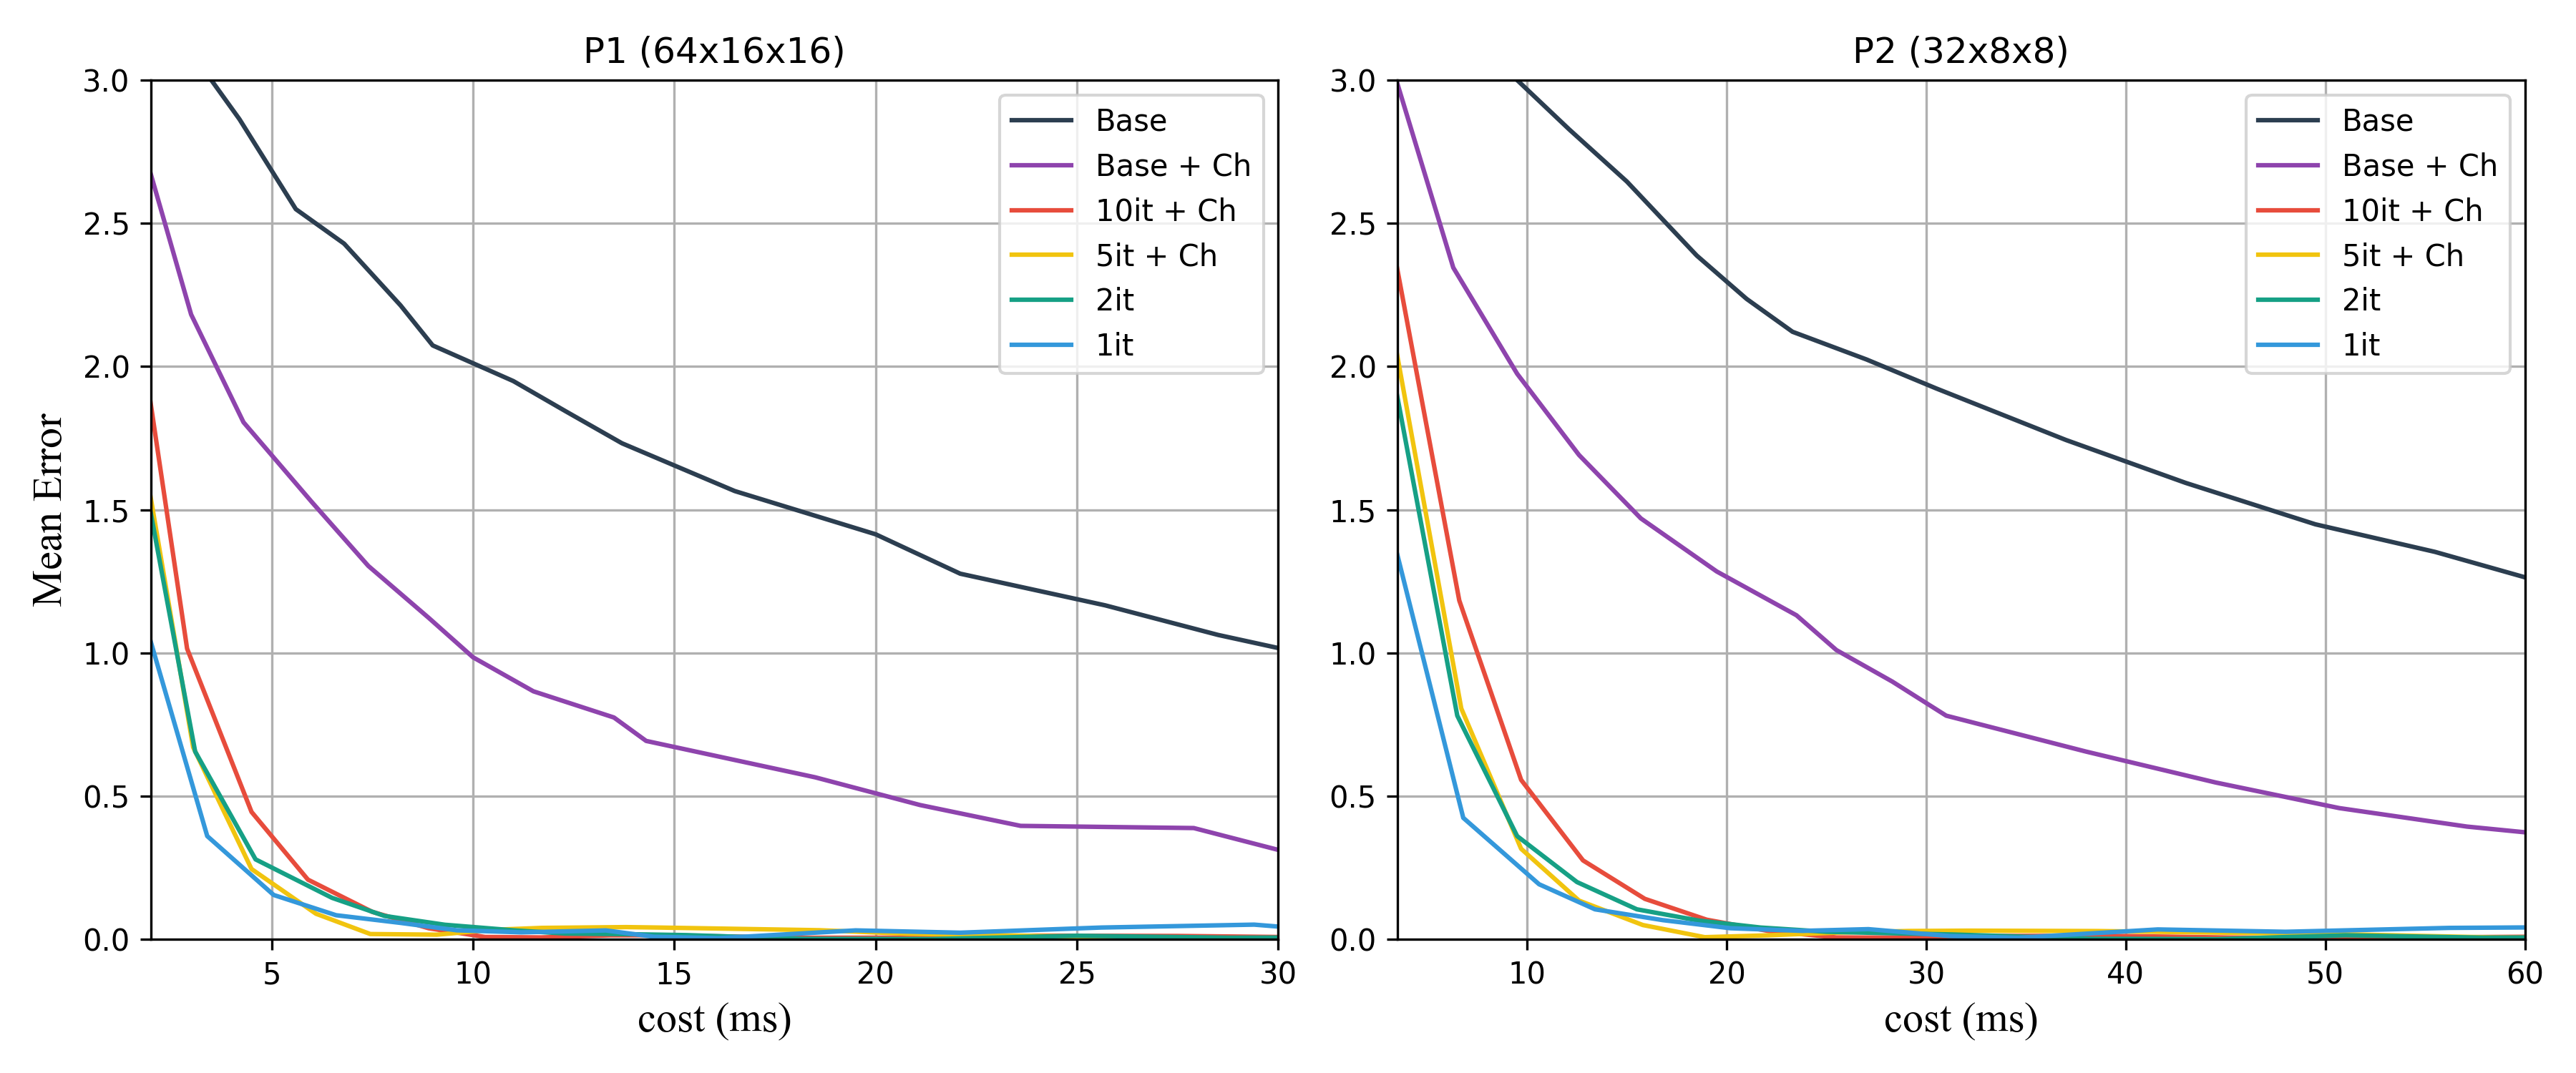 P1 (64x16x16)
3.0
2.5
2.0
1.5
1.0
0.5
0.0
Mean Error
Base
Base + Ch
10it + Ch
5it + Ch
2it
1it
5 10 15 20 25 30
cost (ms)
P2 (32x8x8)
3.0
2.5
2.0
1.5
1.0
0.5
0.0
Base
Base + Ch
10it + Ch
5it + Ch
2it
1it
10 20 30 40 50 60
cost (ms)